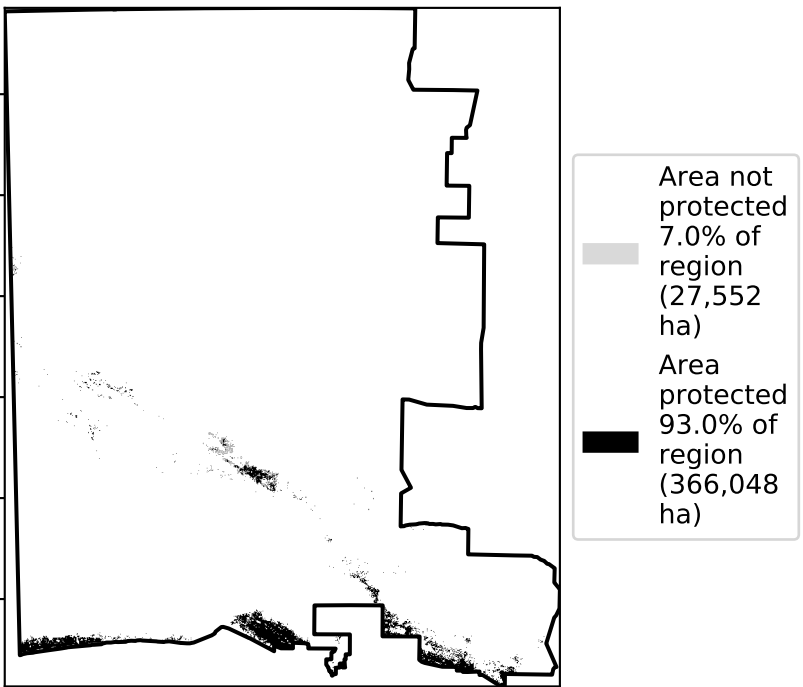 Area not
protected
7.0% of
region
(27,552
ha)
Area
protected
93.0% of
region
(366,048
ha)